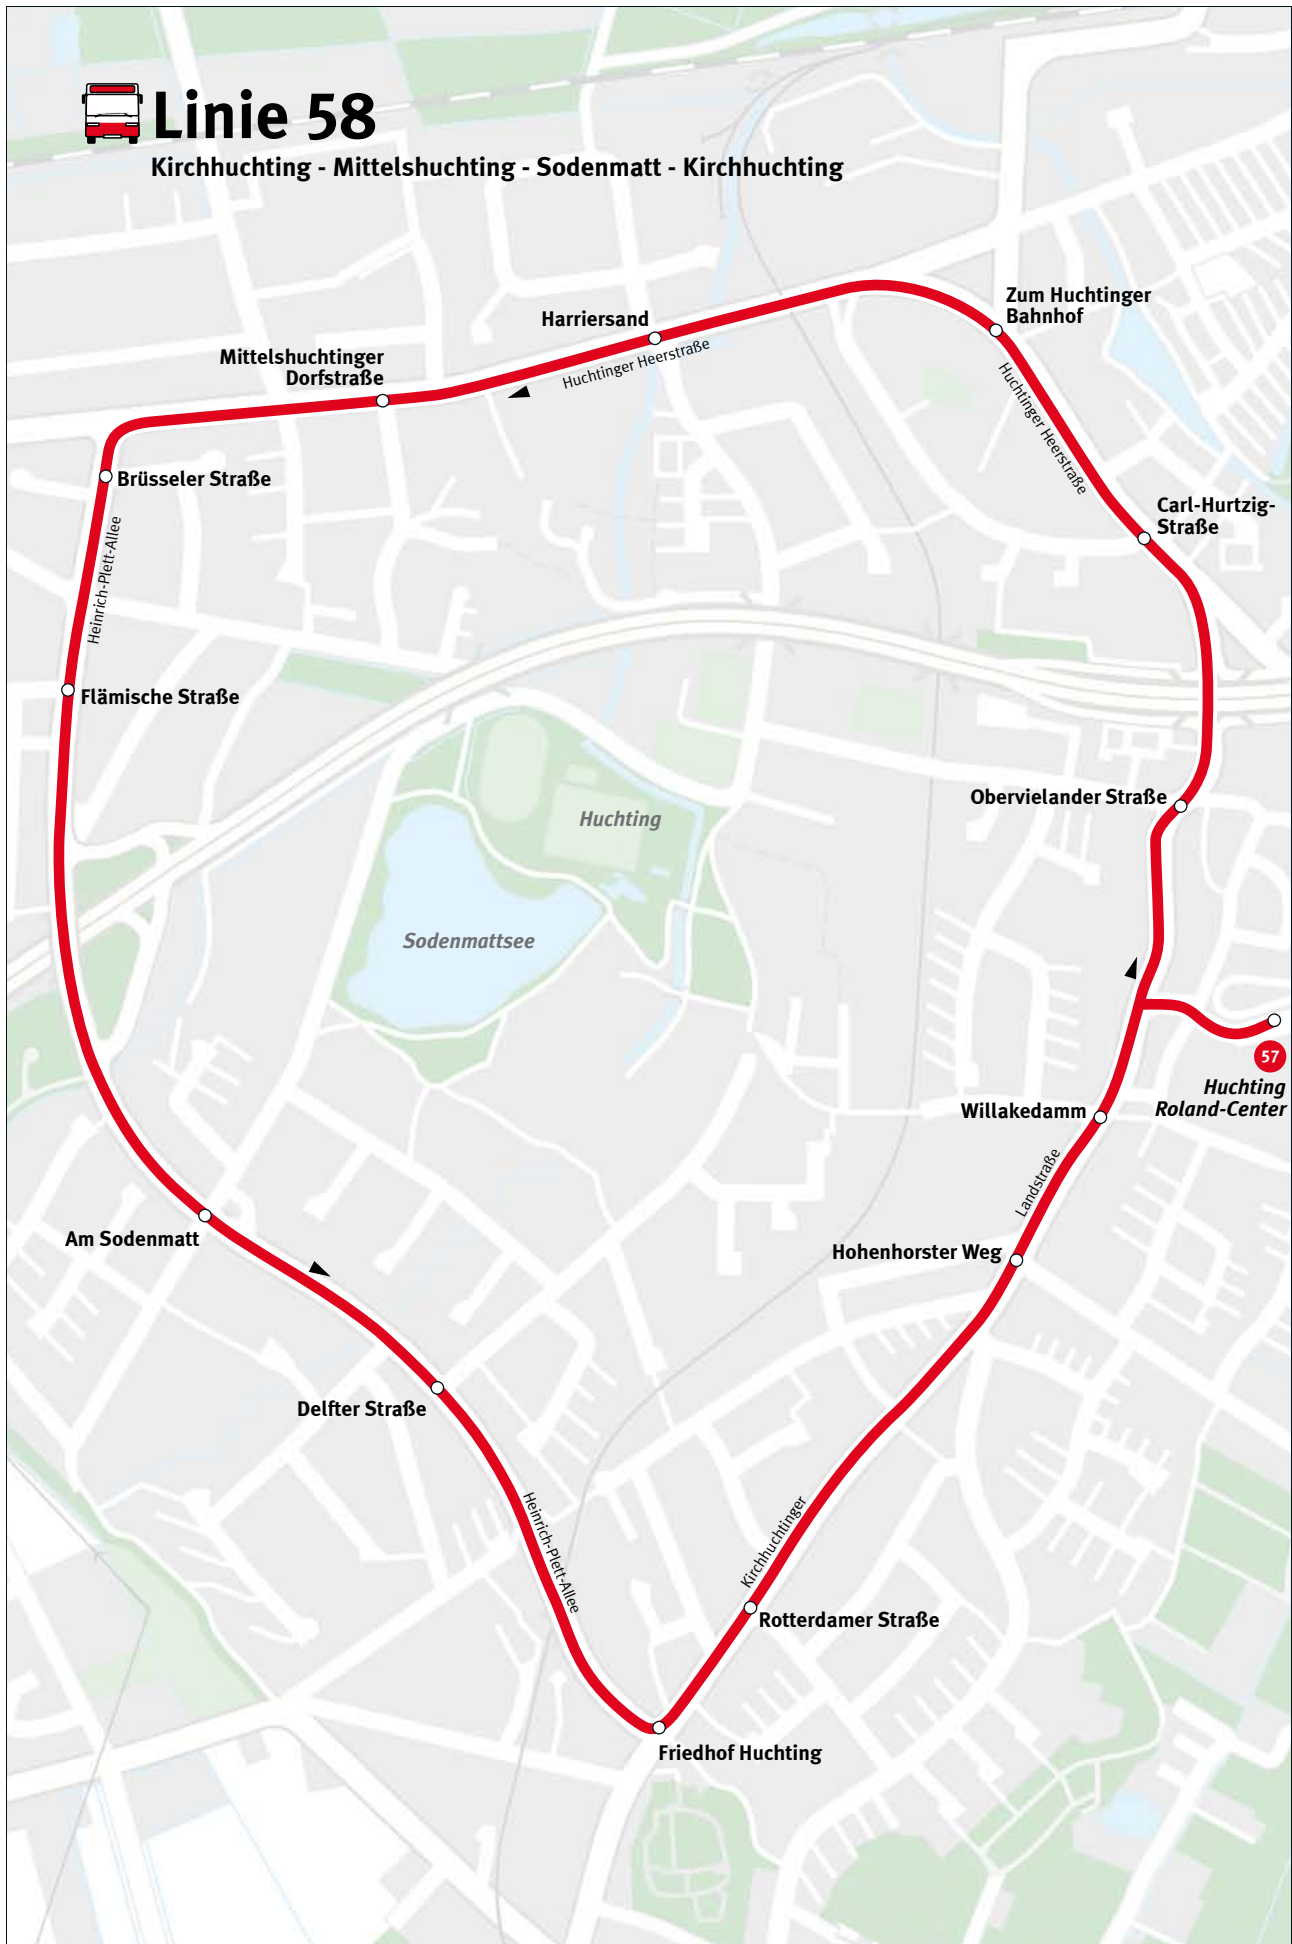 Linie 58
Kirchhuchting - Mittelshuchting - Sodenmatt - Kirchhuchting
Zum Huchtinger
Bahnhof
Harriersand
Huchtinger Heerstraße
Mittelshuchtinger
Dorfstraße
Huchtinger Heerstraße
Brüsseler Straße
Carl-Hurtzig-
Straße
Heinrich-Plett-Allee
Flämische Straße
Obervielander Straße
Huchting
Sodenmattsee
57
Huchting
Roland-Center
Willakedamm
Landstraße
Am Sodenmatt
Hohenhorster Weg
Delfter Straße
Heinrich-Plett-Allee
Kirchhuchtinger
Rotterdamer Straße
Friedhof Huchting